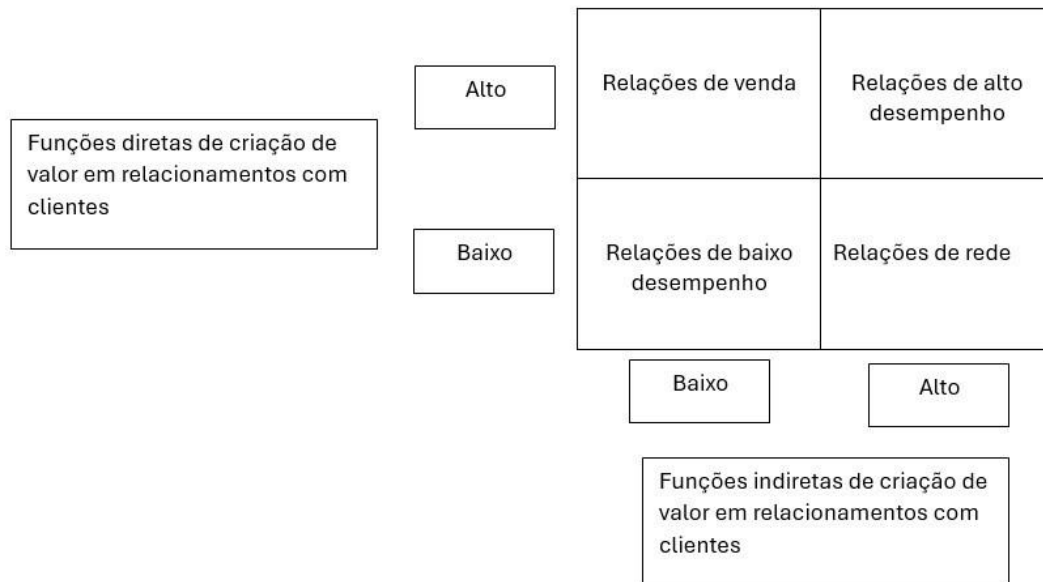 Alto
Relações de venda
Relações de alto
desempenho
Funções diretas de criação de
valor em relacionamentos com
clientes
Baixo
Relações de baixo
desempenho
Relações de rede
Baixo
Alto
Funções indiretas de criação de
valor em relacionamentos com
clientes